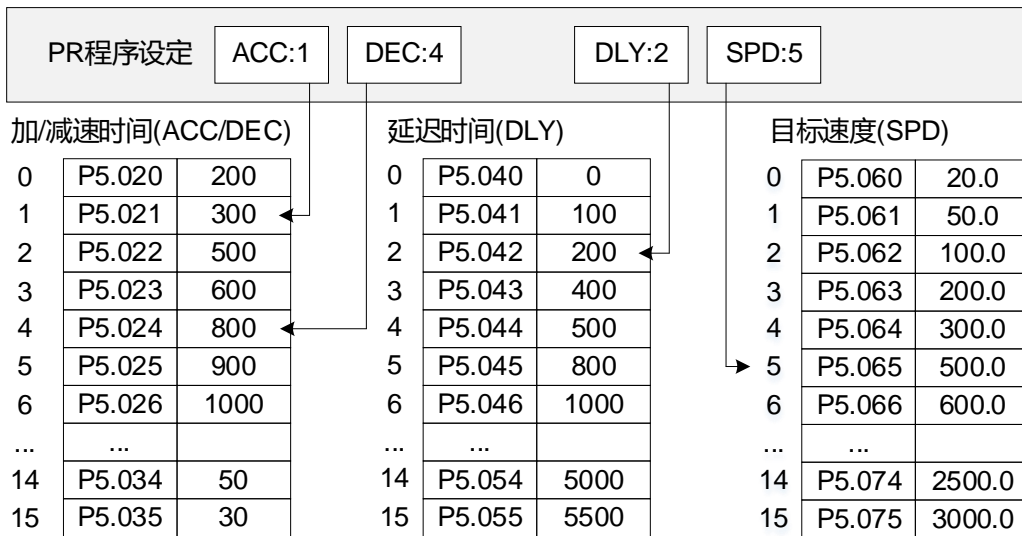 PR程序设定 ACC:1 DEC:4 DLY:2 SPD:5
加/减速时间(ACC/DEC) 延迟时间(DLY) 目标速度(SPD)
0 P5.020 200 0 P5.040 0 0 P5.060 20.0
1 P5.021 300 1 P5.041 100 1 P5.061 50.0
2 P5.022 500 2 P5.042 200 2 P5.062 100.0
3 P5.023 600 3 P5.043 400 3 P5.063 200.0
4 P5.024 800 4 P5.044 500 4 P5.064 300.0
5 P5.025 900 5 P5.045 800 5 P5.065 500.0
6 P5.026 1000 6 P5.046 1000 6 P5.066 600.0
... ... ... ... ... ...
14 P5.034 50 14 P5.054 5000 14 P5.074 2500.0
15 P5.035 30 15 P5.055 5500 15 P5.075 3000.0